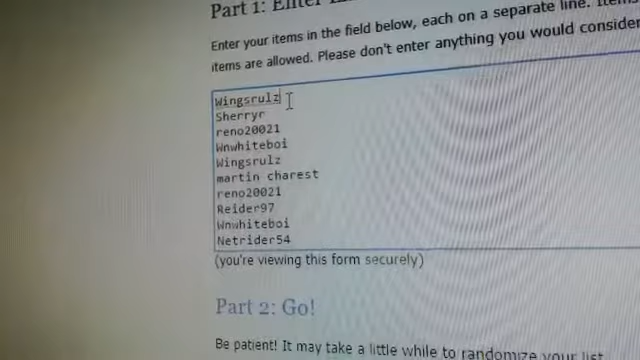 Part 1: Enter
Enter your items in the field below, each on a separate line. Items
items are allowed. Please don't enter anything you would consider
Wingsrulz
Sherryr
reno20021
Wnwhiteboi
Wingsrulz
martin charest
reno20021
Reider97
Wnwhiteboi
Netrider54
(you're viewing this form securely)
Part 2: Go!
Be patient! It may take a little while to randomize your list